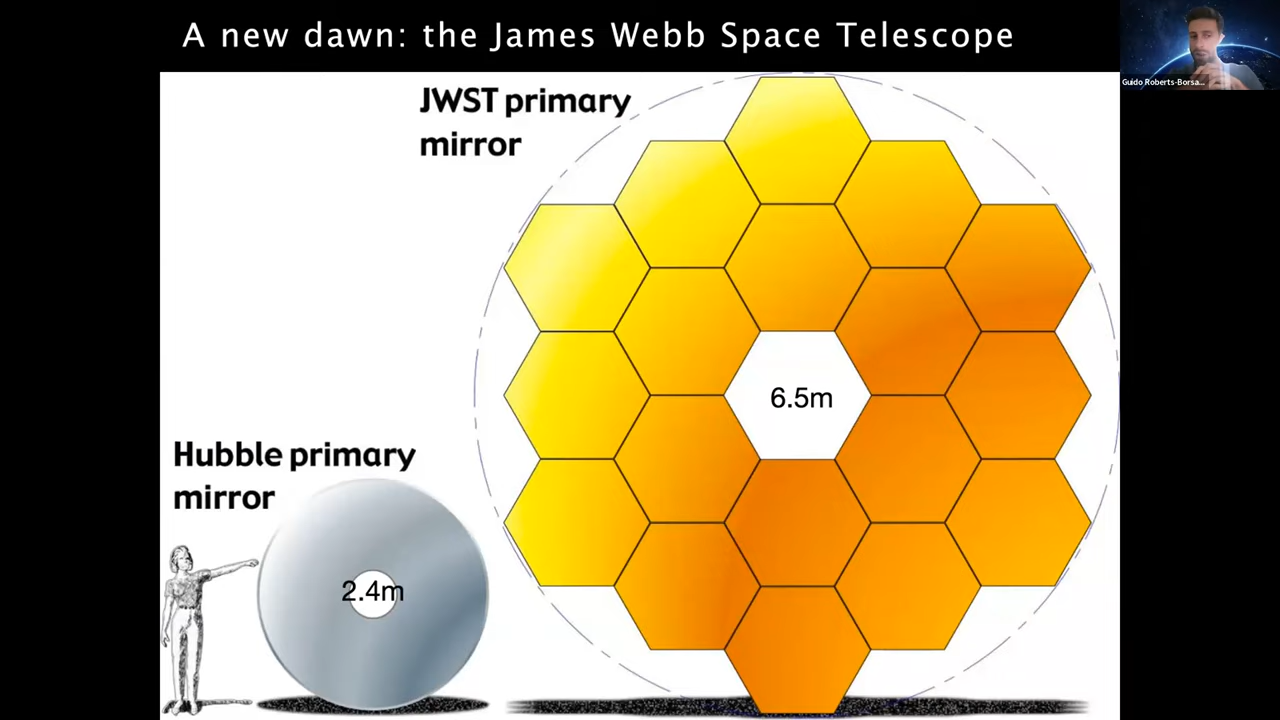 A new dawn: the James Webb Space Telescope
Guido Roberts-Borsa...
JWST primary
mirror
6.5m
Hubble primary
mirror
2.4m